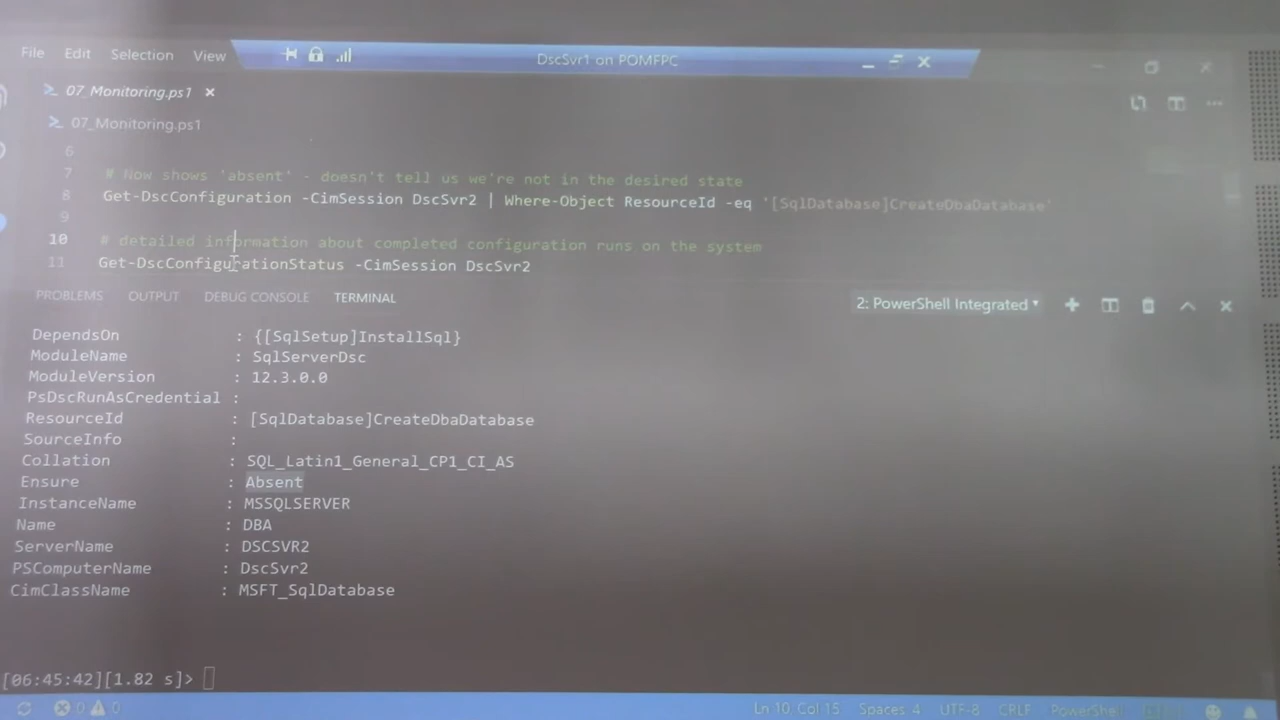 File Edit Selection View
DscSvr1 on POMFPC
07_Monitoring.ps1
07_Monitoring.ps1
6
7 # Now shows 'absent' - doesn't tell us we're not in the desired state
8 Get-DscConfiguration -CimSession DscSvr2 | Where-Object ResourceId -eq '[SqlDatabase]CreateDbaDatabase'
9
10 # detailed information about completed configuration runs on the system
11 Get-DscConfigurationStatus -CimSession DscSvr2
PROBLEMS OUTPUT DEBUG CONSOLE TERMINAL 2: PowerShell Integrated
DependsOn : {[SqlSetup]InstallSql}
ModuleName : SqlServerDsc
ModuleVersion : 12.3.0.0
PsDscRunAsCredential :
ResourceId : [SqlDatabase]CreateDbaDatabase
SourceInfo :
Collation : SQL_Latin1_General_CP1_CI_AS
Ensure : Absent
InstanceName : MSSQLSERVER
Name : DBA
ServerName : DSCSVR2
PSComputerName : DscSvr2
CimClassName : MSFT_SqlDatabase
[06:45:42][1.82 s]>
0 0 Ln 10, Col 15 Spaces: 4 UTF-8 CRLF PowerShell